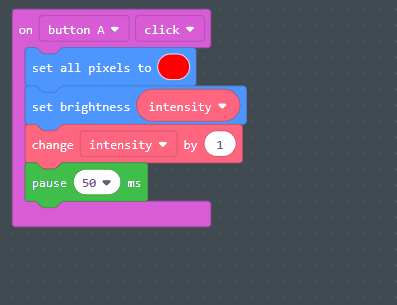 on button A click
set all pixels to
set brightness intensity
change intensity by 1
pause 50 ms